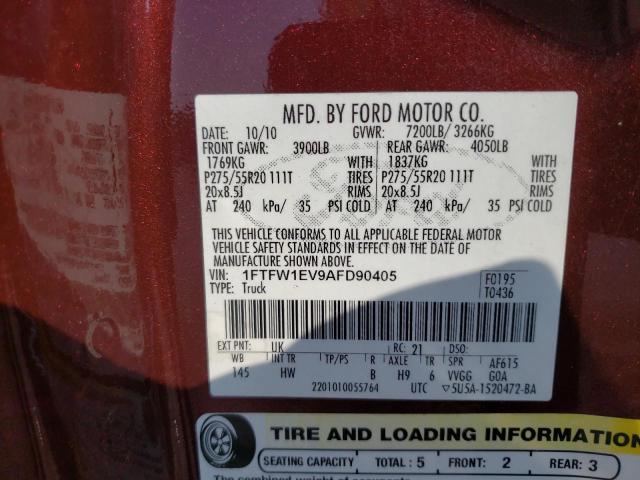 MFD. BY FORD MOTOR CO.
DATE: 10/10 GVWR: 7200LB/ 3266KG
FRONT GAWR: 3900LB REAR GAWR: 4050LB
1769KG WITH 1837KG WITH
P275/55R20 111T TIRES P275/55R20 111T TIRES
20x8.5J RIMS 20x8.5J RIMS
AT 240 kPa/ 35 PSI COLD AT 240 kPa/ 35 PSI COLD
THIS VEHICLE CONFORMS TO ALL APPLICABLE FEDERAL MOTOR
VEHICLE SAFETY STANDARDS IN EFFECT ON THE DATE OF
MANUFACTURE SHOWN ABOVE.
VIN: 1FTFW1EV9AFD90405 F0195
TYPE: Truck T0436
EXT PNT: UK RC: 21 DSO:
WB INT TR TP/PS R AXLE TR SPR AF615
145 HW B H9 6 VVGG G0A
2201010055764 UTC 5U5A-1520472-BA
TIRE AND LOADING INFORMATION
SEATING CAPACITY TOTAL : 5 FRONT: 2 REAR: 3
The combined weight of